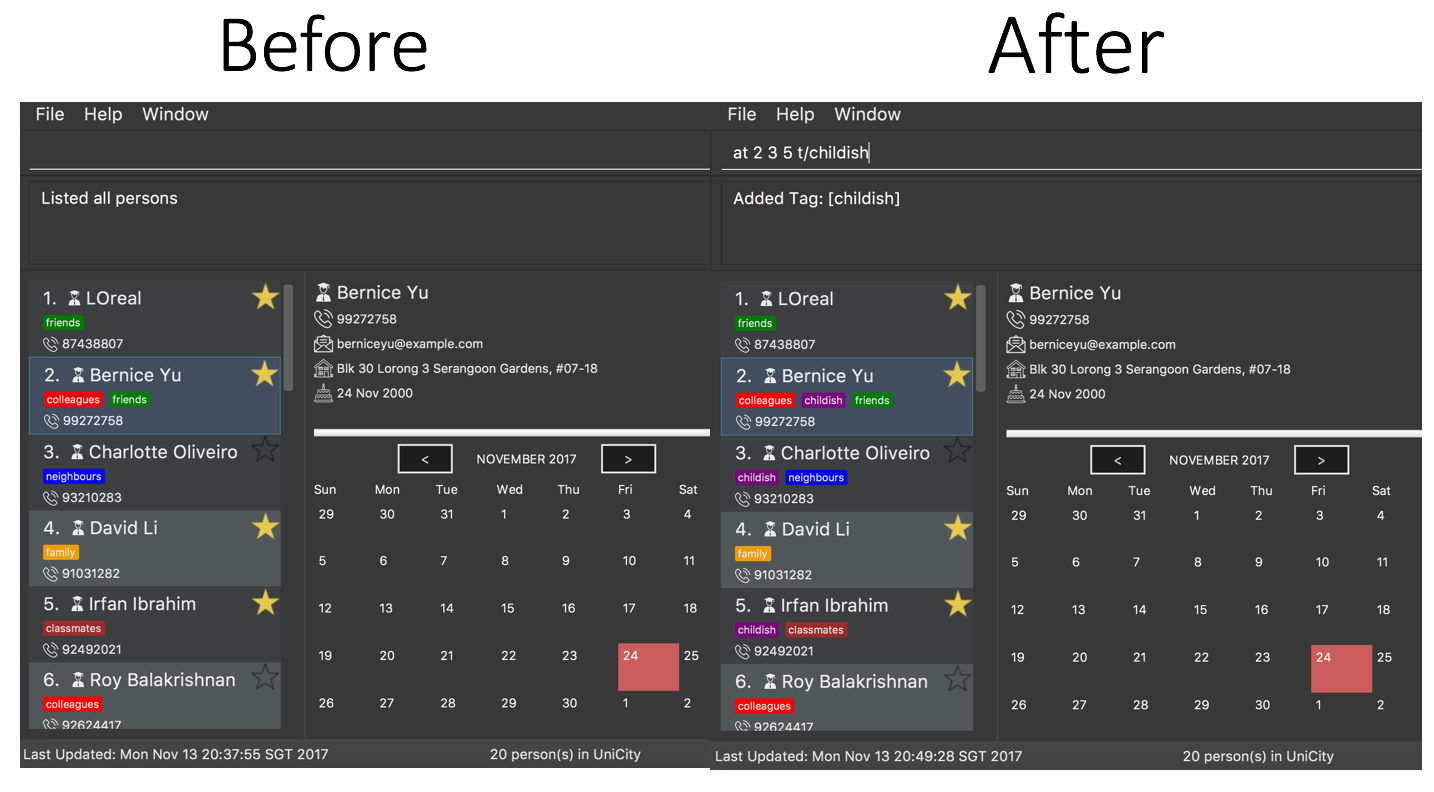 Before
After
File Help Window
Listed all persons
1. LOreal
friends
87438807
2. Bernice Yu
colleagues friends
99272758
3. Charlotte Oliveiro
neighbours
93210283
4. David Li
family
91031282
5. Irfan Ibrahim
classmates
92492021
6. Roy Balakrishnan
colleagues
92624417
Bernice Yu
99272758
berniceyu@example.com
Blk 30 Lorong 3 Serangoon Gardens, #07-18
24 Nov 2000
< NOVEMBER 2017 >
Sun Mon Tue Wed Thu Fri Sat
29 30 31 1 2 3 4
5 6 7 8 9 10 11
12 13 14 15 16 17 18
19 20 21 22 23 24 25
26 27 28 29 30 1 2
Last Updated: Mon Nov 13 20:37:55 SGT 2017 20 person(s) in UniCity
File Help Window
at 2 3 5 t/childish
Added Tag: [childish]
1. LOreal
friends
87438807
2. Bernice Yu
colleagues childish friends
99272758
3. Charlotte Oliveiro
childish neighbours
93210283
4. David Li
family
91031282
5. Irfan Ibrahim
childish classmates
92492021
6. Roy Balakrishnan
colleagues
92624417
Bernice Yu
99272758
berniceyu@example.com
Blk 30 Lorong 3 Serangoon Gardens, #07-18
24 Nov 2000
< NOVEMBER 2017 >
Sun Mon Tue Wed Thu Fri Sat
29 30 31 1 2 3 4
5 6 7 8 9 10 11
12 13 14 15 16 17 18
19 20 21 22 23 24 25
26 27 28 29 30 1 2
Last Updated: Mon Nov 13 20:49:28 SGT 2017 20 person(s) in UniCity